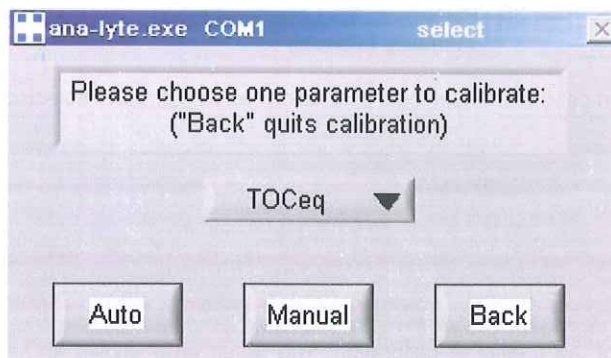 ana-lyte.exe COM1 select
Please choose one parameter to calibrate:
("Back" quits calibration)
TOCeq
Auto Manual Back